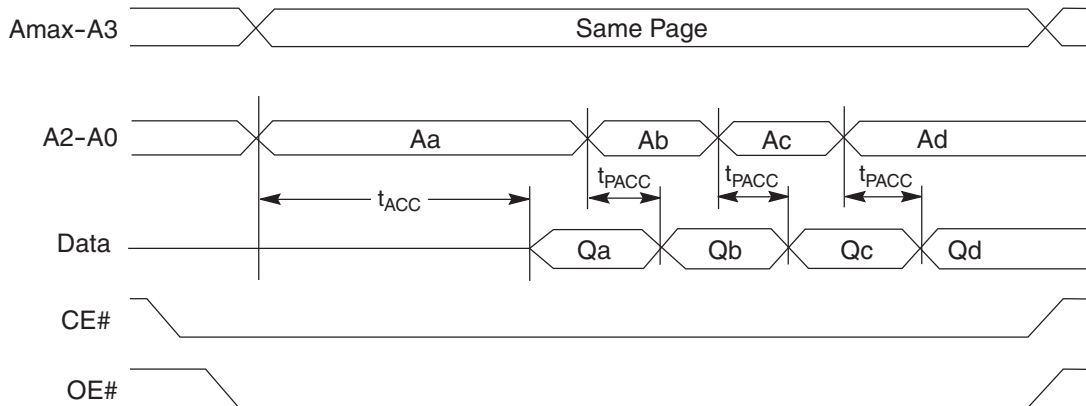 Amax-A3 Same Page
A2-A0 Aa Ab Ac Ad
tACC tPACC tPACC tPACC
Data Qa Qb Qc Qd
CE#
OE#